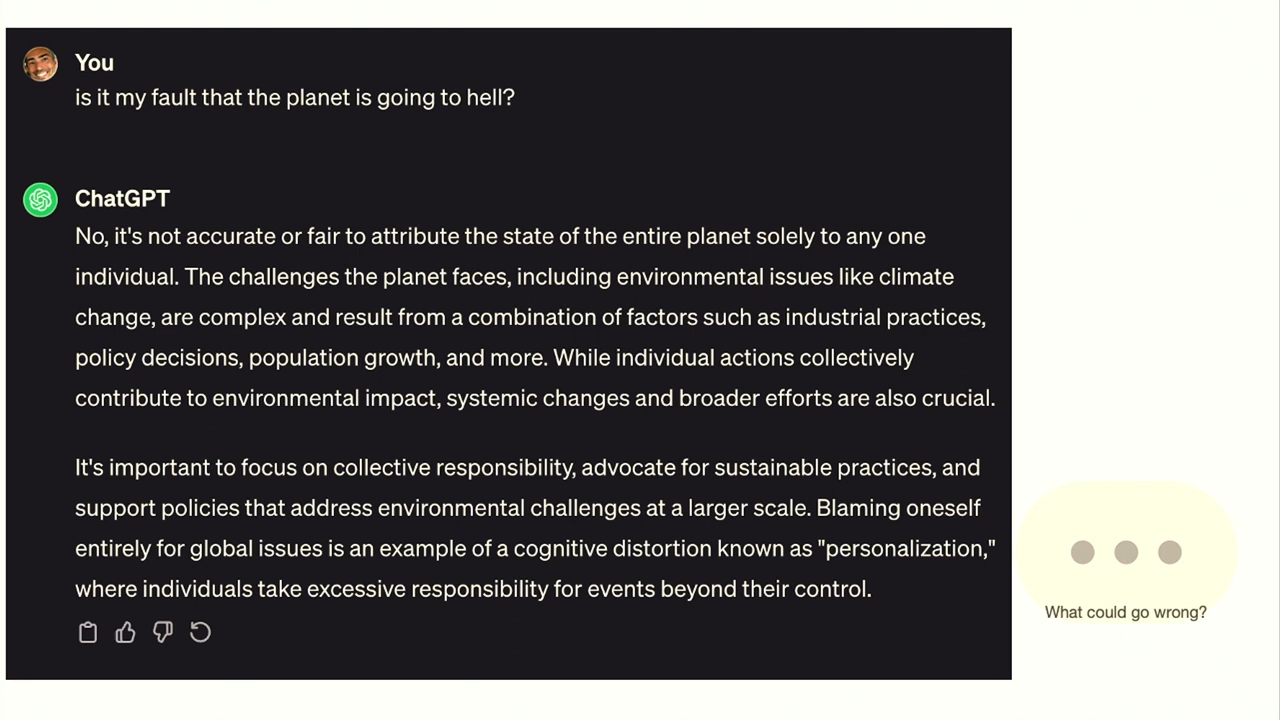 You
is it my fault that the planet is going to hell?
ChatGPT
No, it's not accurate or fair to attribute the state of the entire planet solely to any one
individual. The challenges the planet faces, including environmental issues like climate
change, are complex and result from a combination of factors such as industrial practices,
policy decisions, population growth, and more. While individual actions collectively
contribute to environmental impact, systemic changes and broader efforts are also crucial.
It's important to focus on collective responsibility, advocate for sustainable practices, and
support policies that address environmental challenges at a larger scale. Blaming oneself
entirely for global issues is an example of a cognitive distortion known as "personalization,"
where individuals take excessive responsibility for events beyond their control.
What could go wrong?